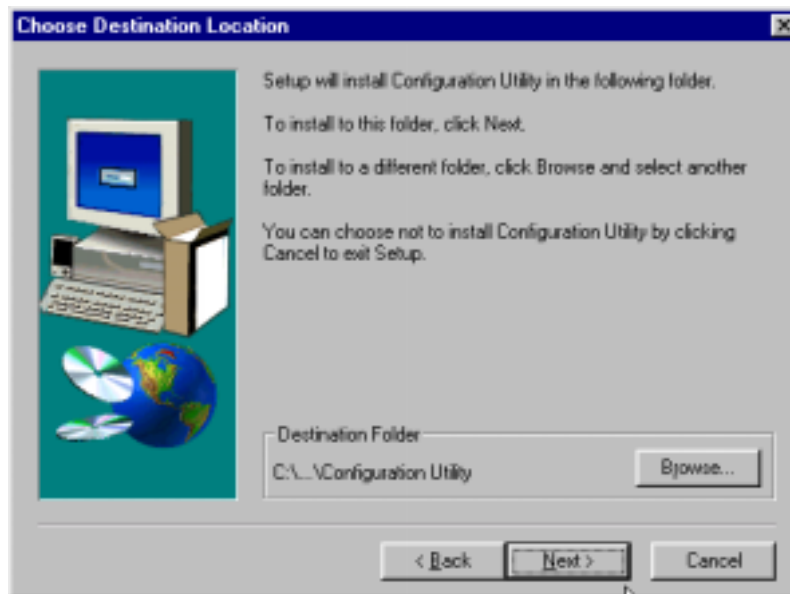 Choose Destination Location
Setup will install Configuration Utility in the following folder.
To install to this folder, click Next.
To install to a different folder, click Browse and select another
folder.
You can choose not to install Configuration Utility by clicking
Cancel to exit Setup.
Destination Folder
C:\...\Configuration Utility
Browse...
< Back
Next >
Cancel